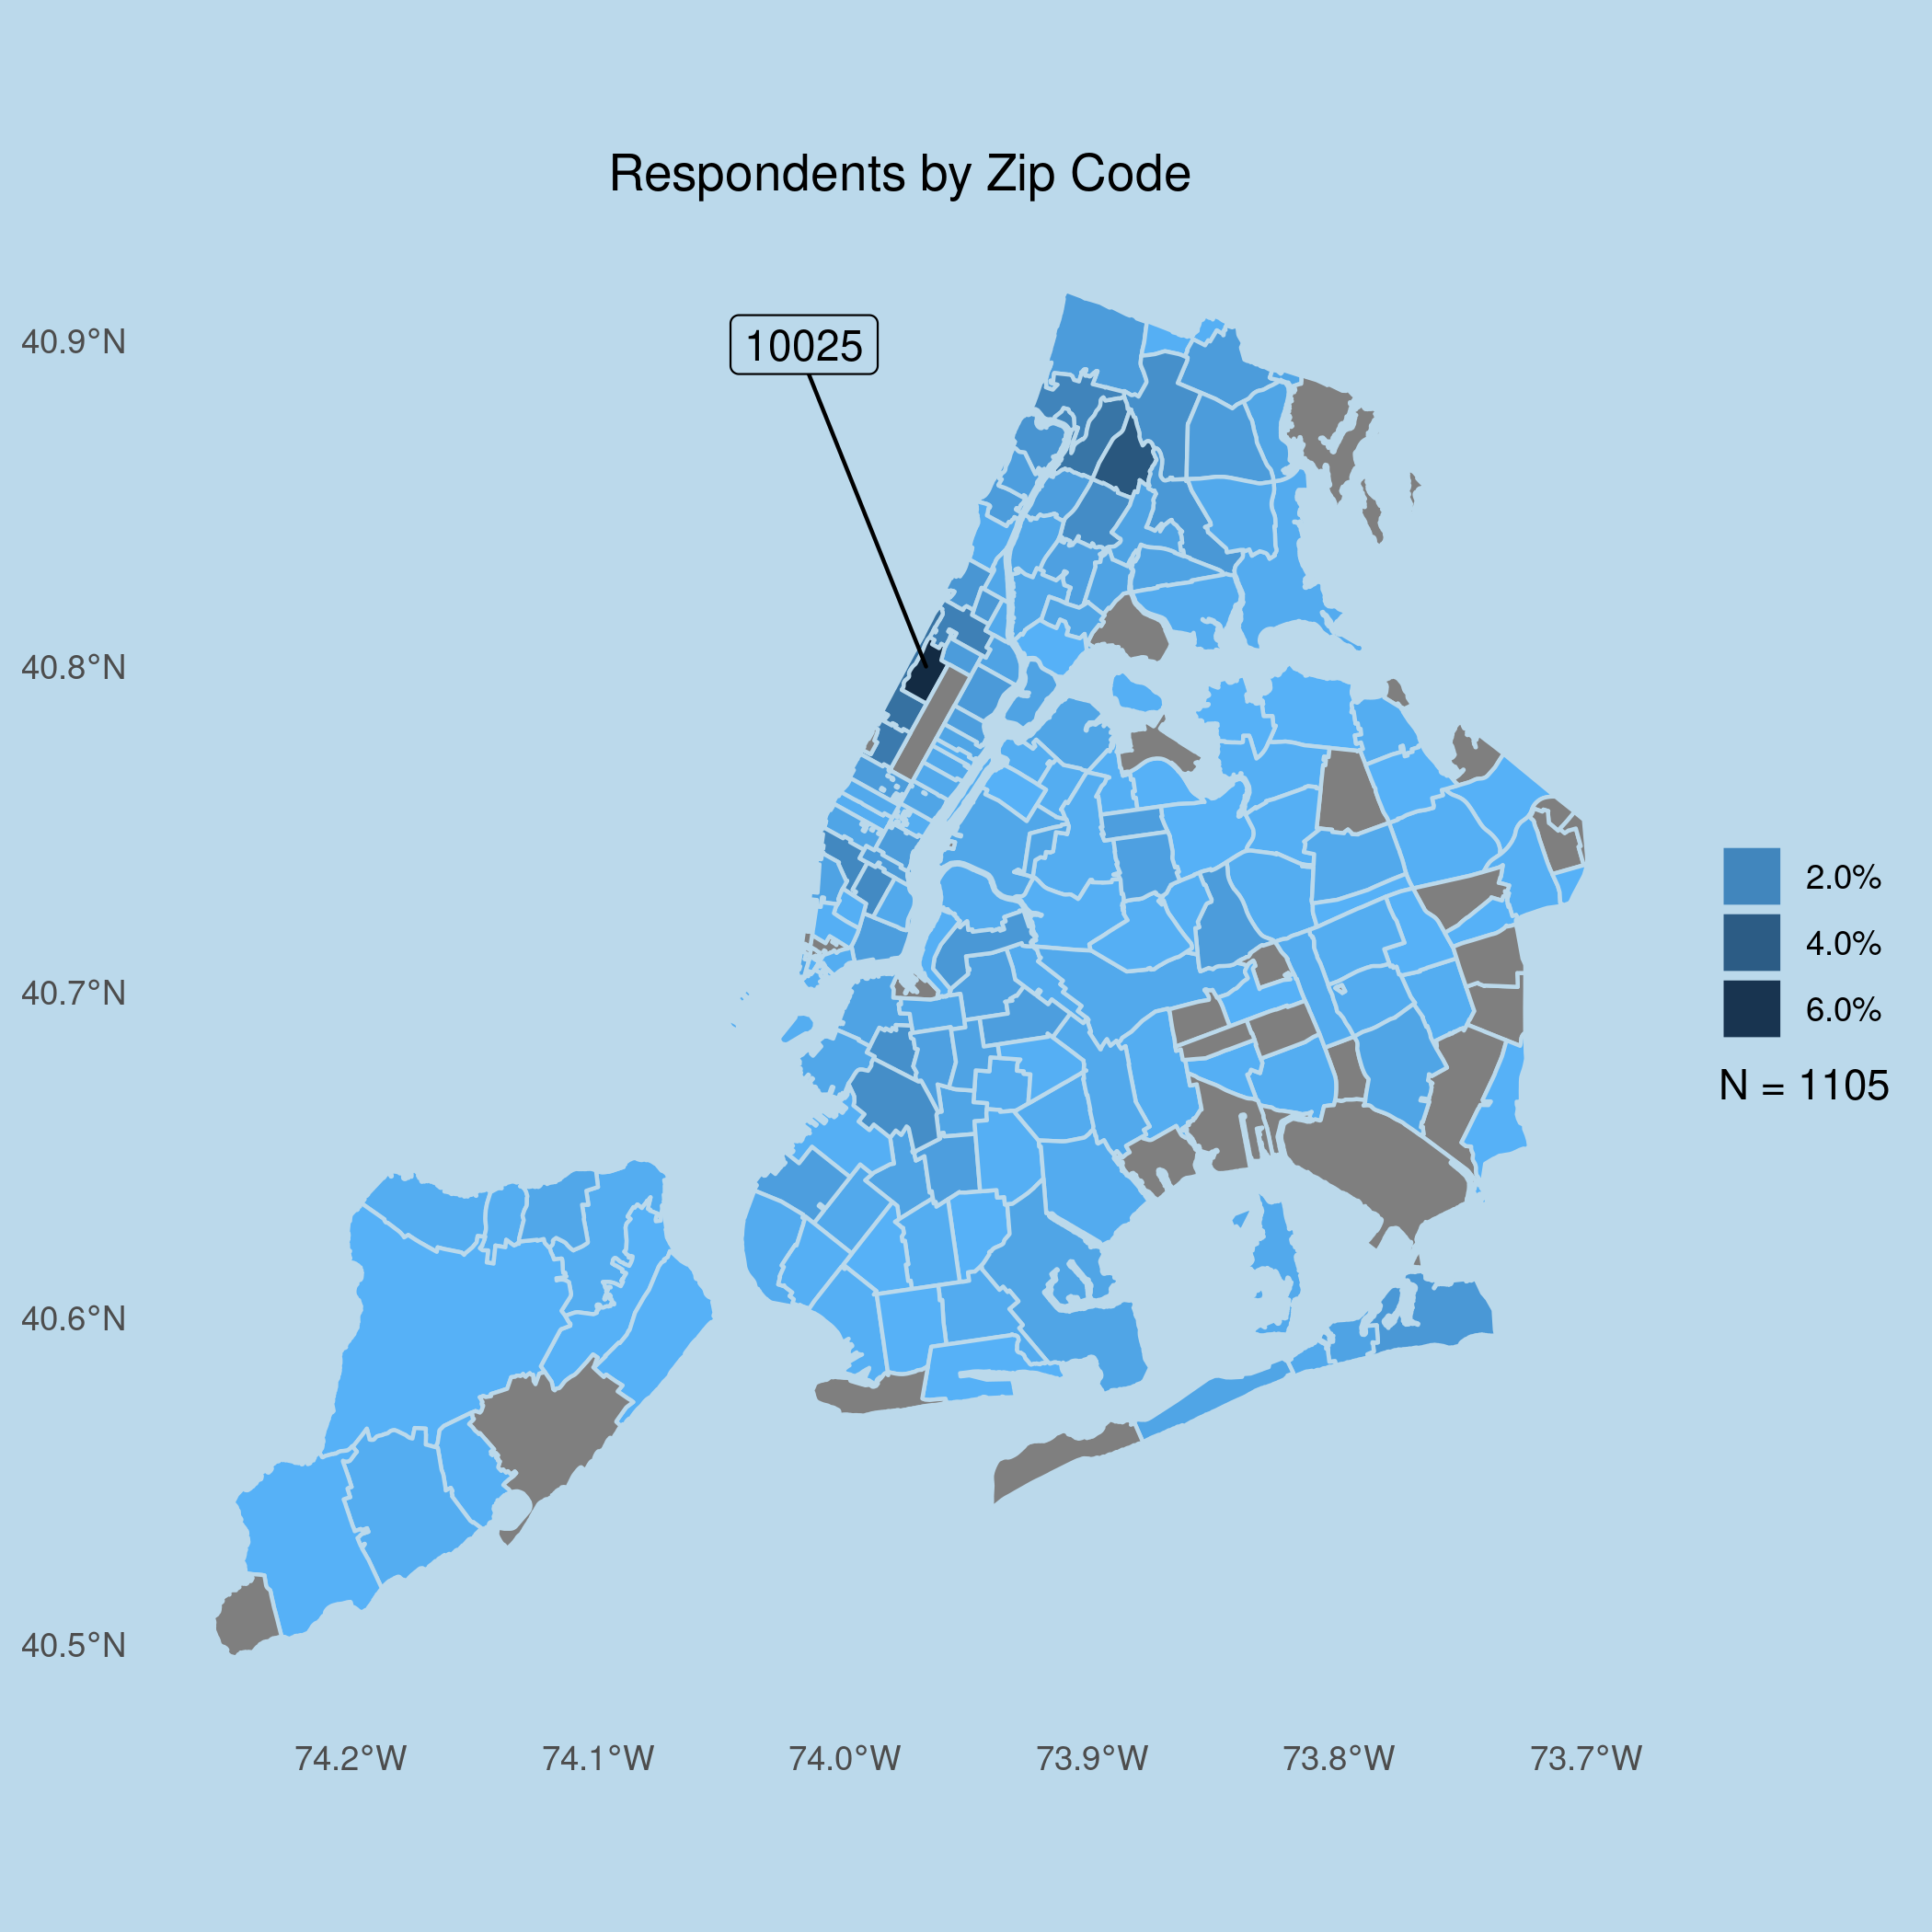 Respondents by Zip Code
10025
40.9°N
40.8°N
40.7°N
40.6°N
40.5°N
74.2°W
74.1°W
74.0°W
73.9°W
73.8°W
73.7°W
2.0%
4.0%
6.0%
N = 1105